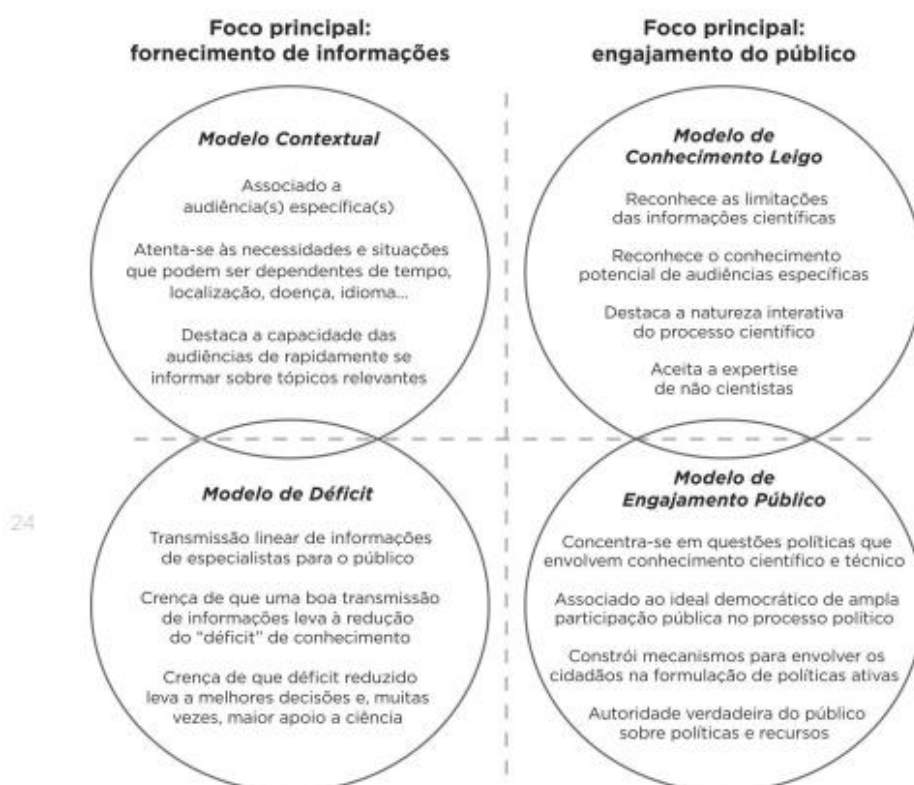 Foco principal:
fornecimento de informações
Modelo Contextual
Associado a
audiência(s) específica(s)
Atenta-se às necessidades e situações
que podem ser dependentes de tempo,
localização, doença, idioma...
Destaca a capacidade das
audiências de rapidamente se
informar sobre tópicos relevantes
Modelo de Déficit
Transmissão linear de informações
de especialistas para o público
Crença de que uma boa transmissão
de informações leva à redução
do “déficit” de conhecimento
Crença de que déficit reduzido
leva a melhores decisões e, muitas
vezes, maior apoio a ciência
Foco principal:
engajamento do público
Modelo de
Conhecimento Leigo
Reconhece as limitações
das informações científicas
Reconhece o conhecimento
potencial de audiências específicas
Destaca a natureza interativa
do processo científico
Aceita a expertise
de não cientistas
Modelo de
Engajamento Público
Concentra-se em questões políticas que
envolvem conhecimento científico e técnico
Associado ao ideal democrático de ampla
participação pública no processo político
Constrói mecanismos para envolver os
cidadãos na formulação de políticas ativas
Autoridade verdadeira do público
sobre políticas e recursos
24